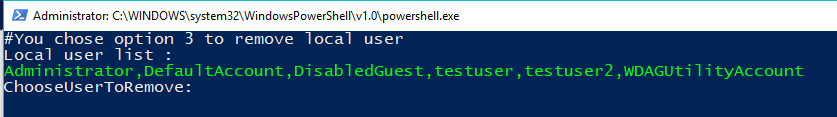 Administrator: C:\WINDOWS\system32\WindowsPowerShell\v1.0\powershell.exe
#You chose option 3 to remove local user
Local user list :
Administrator,DefaultAccount,DisabledGuest,testuser,testuser2,WDAGUtilityAccount
ChooseUserToRemove: